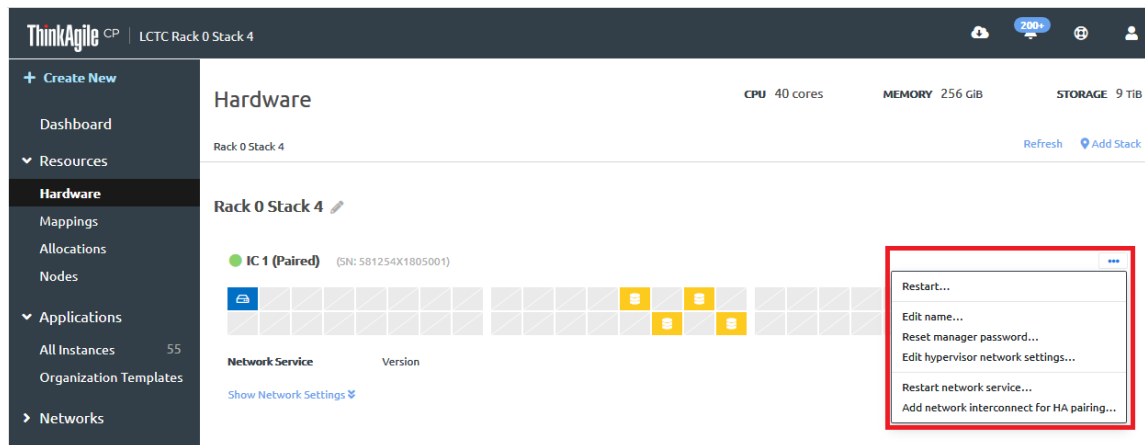 ThinkAgile CP | LCTC Rack 0 Stack 4
200+
+ Create New
Dashboard
Resources
Hardware
Mappings
Allocations
Nodes
Applications
All Instances 55
Organization Templates
Networks
Hardware
CPU 40 cores MEMORY 256 GiB STORAGE 9 TiB
Rack 0 Stack 4
Refresh Add Stack
Rack 0 Stack 4
IC 1 (Paired) (SN: 581254X1805001)
Network Service Version
Show Network Settings
Restart...
Edit name...
Reset manager password...
Edit hypervisor network settings...
Restart network service...
Add network interconnect for HA pairing...